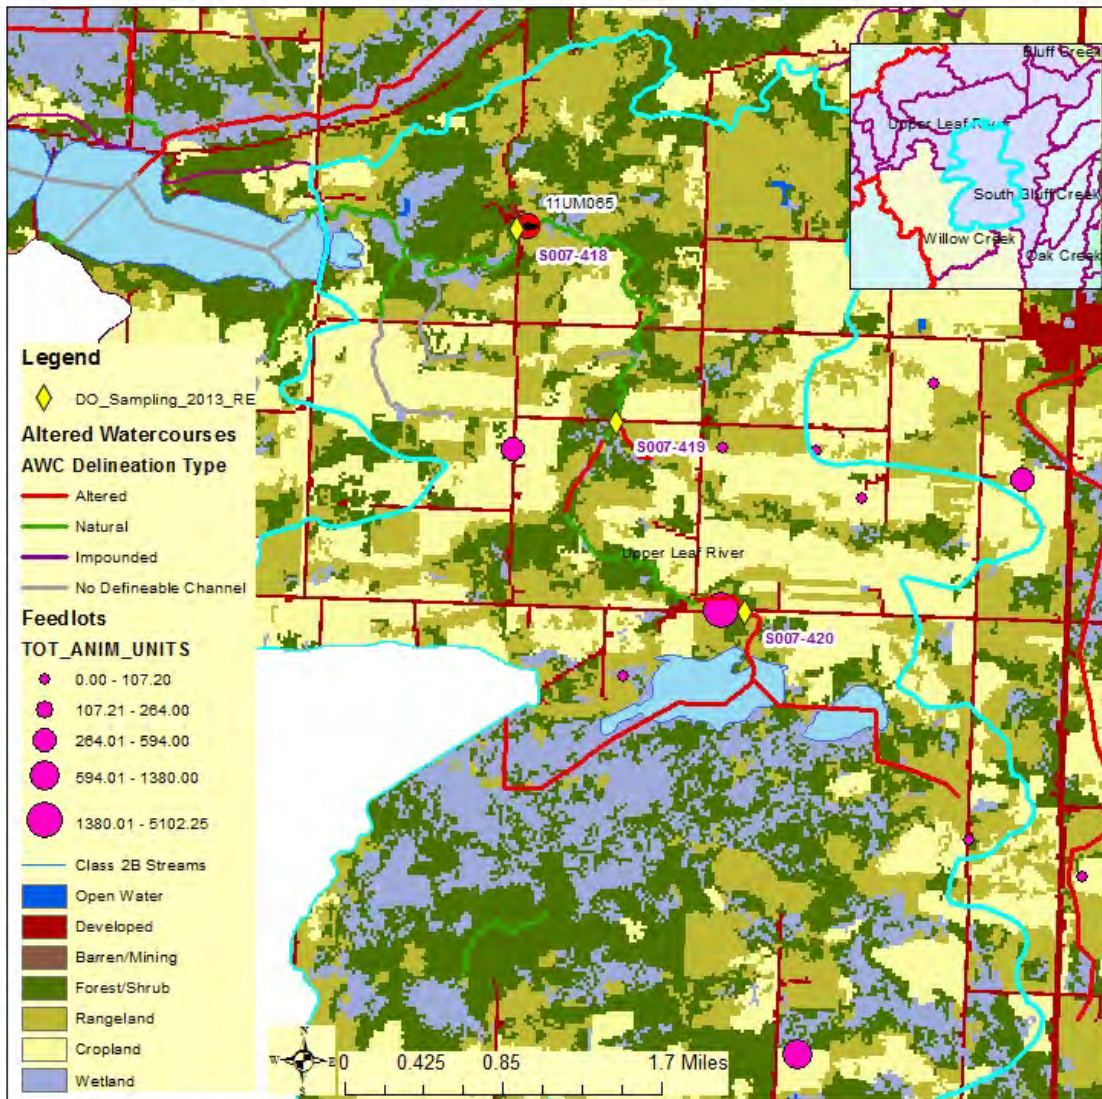 Bluff Creek
Upper Leaf River
South Bluff Creek
Willow Creek
Oak Creek
11UM065
S007-418
S007-419
Upper Leaf River
S007-420
Legend
DO_Sampling_2013_RE
Altered Watercourses
AWC Delineation Type
Altered
Natural
Impounded
No Defineable Channel
Feedlots
TOT_ANIM_UNITS
0.00 - 107.20
107.21 - 264.00
264.01 - 594.00
594.01 - 1380.00
1380.01 - 5102.25
Class 2B Streams
Open Water
Developed
Barren/Mining
Forest/Shrub
Rangeland
Cropland
Wetland
N
W E
S
0 0.425 0.85 1.7 Miles